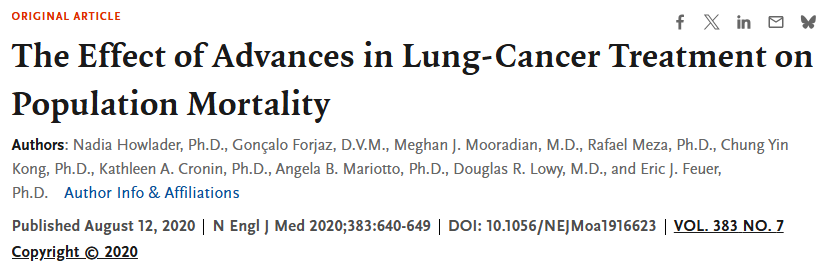 ORIGINAL ARTICLE
The Effect of Advances in Lung-Cancer Treatment on
Population Mortality
Authors: Nadia Howlader, Ph.D., Gonçalo Forjaz, D.V.M., Meghan J. Mooradian, M.D., Rafael Meza, Ph.D., Chung Yin
Kong, Ph.D., Kathleen A. Cronin, Ph.D., Angela B. Mariotto, Ph.D., Douglas R. Lowy, M.D., and Eric J. Feuer,
Ph.D. Author Info & Affiliations
Published August 12, 2020 | N Engl J Med 2020;383:640-649 | DOI: 10.1056/NEJMoa1916623 | VOL. 383 NO. 7
Copyright © 2020